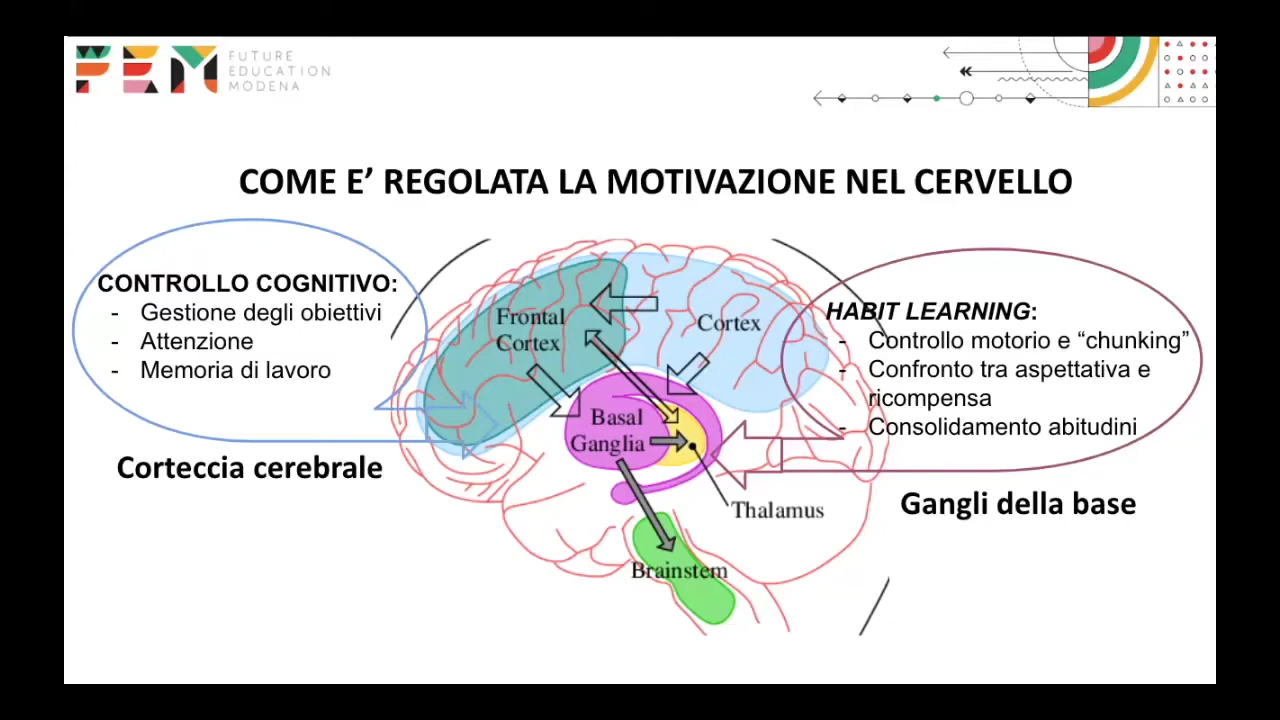 FEM
FUTURE
EDUCATION
MODENA
COME E’ REGOLATA LA MOTIVAZIONE NEL CERVELLO
CONTROLLO COGNITIVO:
- Gestione degli obiettivi
- Attenzione
- Memoria di lavoro
Corteccia cerebrale
Frontal
Cortex
Cortex
Basal
Ganglia
Thalamus
Brainstem
HABIT LEARNING:
- Controllo motorio e “chunking”
- Confronto tra aspettativa e
ricompensa
- Consolidamento abitudini
Gangli della base